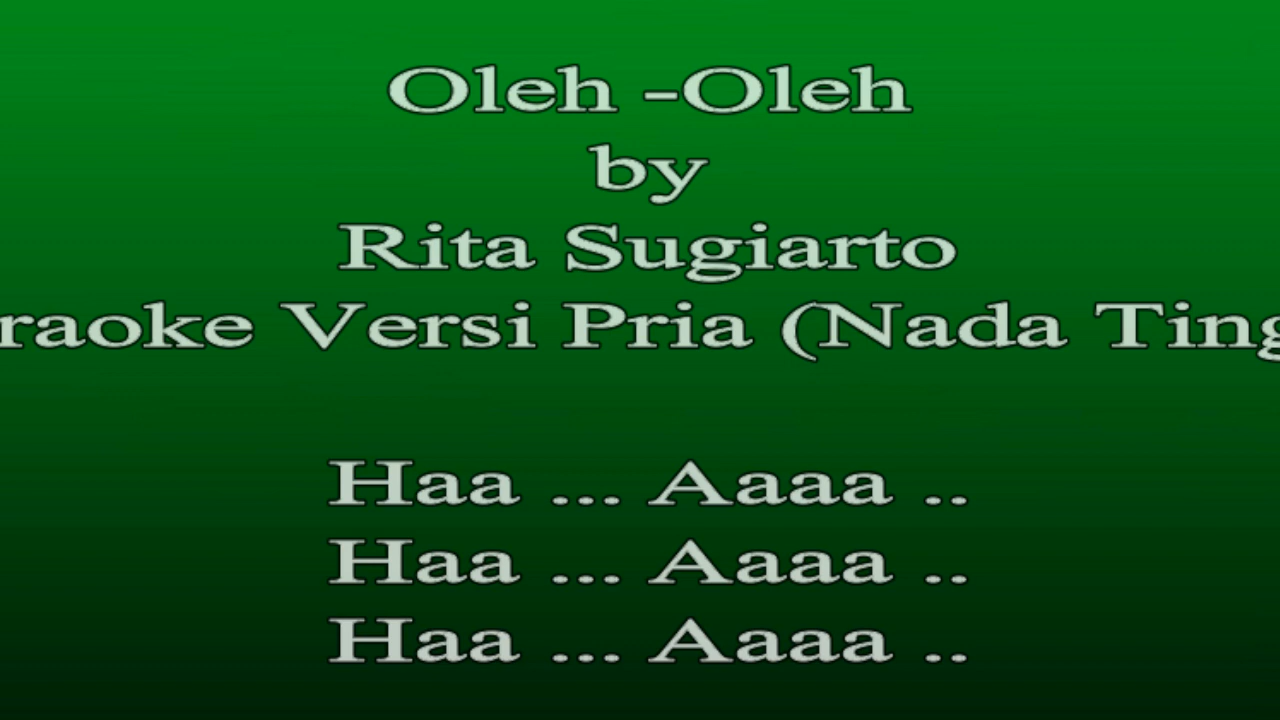 Oleh -Oleh
by
Rita Sugiarto
raoke Versi Pria (Nada Ting
Haa ... Aaaa ..
Haa ... Aaaa ..
Haa ... Aaaa ..